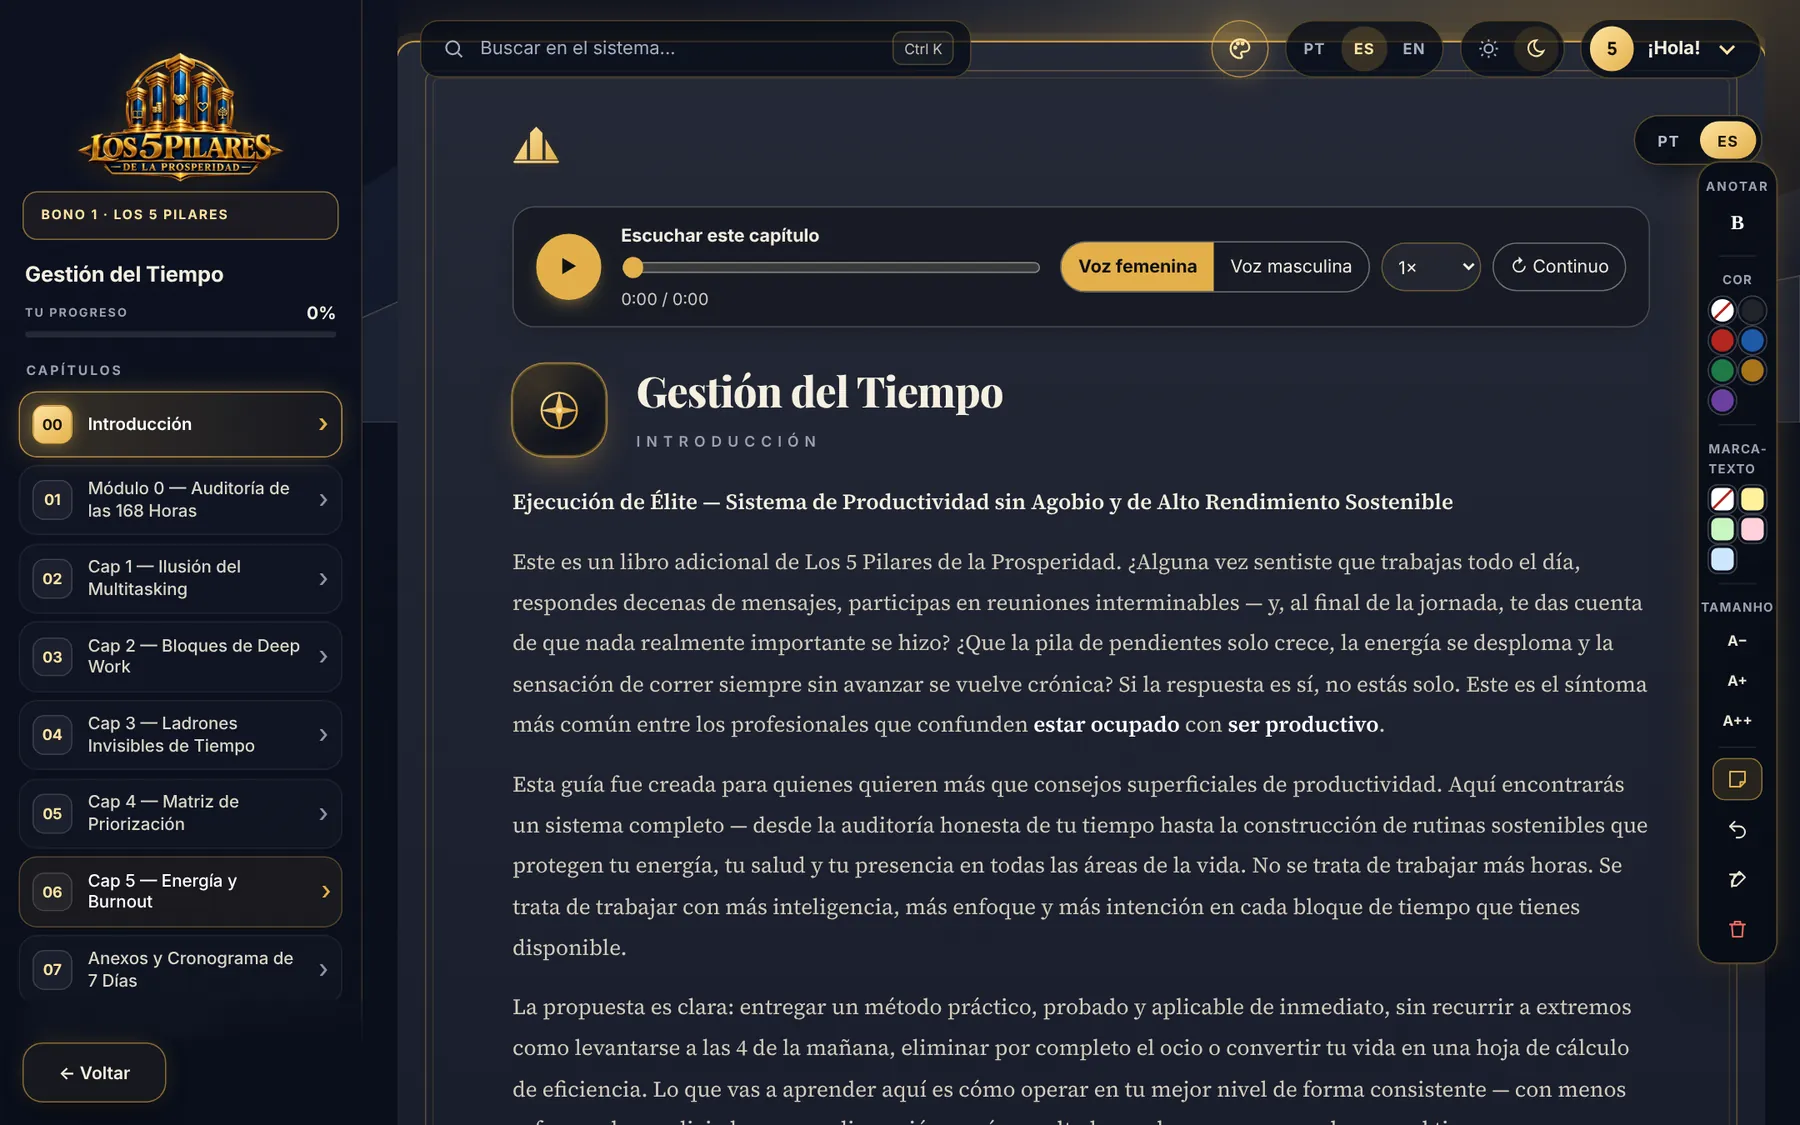 LOS 5 PILARES
DE LA PROSPERIDAD
BONO 1 · LOS 5 PILARES
Gestión del Tiempo
TU PROGRESO 0%
CAPÍTULOS
00 Introducción
01 Módulo 0 — Auditoría de
las 168 Horas
02 Cap 1 — Ilusión del
Multitasking
03 Cap 2 — Bloques de Deep
Work
04 Cap 3 — Ladrones
Invisibles de Tiempo
05 Cap 4 — Matriz de
Priorización
06 Cap 5 — Energía y
Burnout
07 Anexos y Cronograma de
7 Días
← Voltar
Buscar en el sistema... Ctrl K
PT ES EN
5 ¡Hola!
PT ES
Escuchar este capítulo
0:00 / 0:00
Voz femenina Voz masculina 1× ↻ Continuo
Gestión del Tiempo
INTRODUCCIÓN
Ejecución de Élite — Sistema de Productividad sin Agobio y de Alto Rendimiento Sostenible
Este es un libro adicional de Los 5 Pilares de la Prosperidad. ¿Alguna vez sentiste que trabajas todo el día,
respondes decenas de mensajes, participas en reuniones interminables — y, al final de la jornada, te das cuenta
de que nada realmente importante se hizo? ¿Que la pila de pendientes solo crece, la energía se desploma y la
sensación de correr siempre sin avanzar se vuelve crónica? Si la respuesta es sí, no estás solo. Este es el síntoma
más común entre los profesionales que confunden estar ocupado con ser productivo.
Esta guía fue creada para quienes quieren más que consejos superficiales de productividad. Aquí encontrarás
un sistema completo — desde la auditoría honesta de tu tiempo hasta la construcción de rutinas sostenibles que
protegen tu energía, tu salud y tu presencia en todas las áreas de la vida. No se trata de trabajar más horas. Se
trata de trabajar con más inteligencia, más enfoque y más intención en cada bloque de tiempo que tienes
disponible.
La propuesta es clara: entregar un método práctico, probado y aplicable de inmediato, sin recurrir a extremos
como levantarse a las 4 de la mañana, eliminar por completo el ocio o convertir tu vida en una hoja de cálculo
de eficiencia. Lo que vas a aprender aquí es cómo operar en tu mejor nivel de forma consistente — con menos
ANOTAR
B
COR
MARCA-
TEXTO
TAMANHO
A−
A+
A++